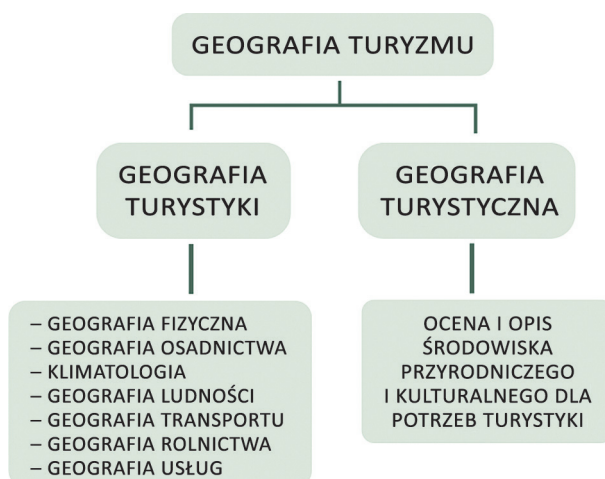 GEOGRAFIA TURYZMU
GEOGRAFIA
TURYSTYKI
GEOGRAFIA
TURYSTYCZNA
– GEOGRAFIA FIZYCZNA
– GEOGRAFIA OSADNICTWA
– KLIMATOLOGIA
– GEOGRAFIA LUDNOŚCI
– GEOGRAFIA TRANSPORTU
– GEOGRAFIA ROLNICTWA
– GEOGRAFIA USŁUG
OCENA I OPIS
ŚRODOWISKA
PRZYRODNICZEGO
I KULTURALNEGO DLA
POTRZEB TURYSTYKI